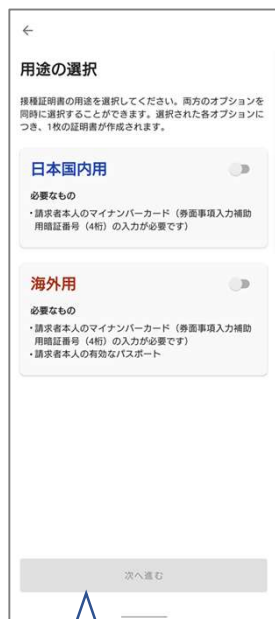 用途の選択
接種証明書の用途を選択してください。両方のオプションを
同時に選択することができます。選択された各オプションに
つき、1枚の証明書が作成されます。
日本国内用
必要なもの
・請求者本人のマイナンバーカード（券面事項入力補助
用暗証番号（4桁）の入力が必要です）
海外用
必要なもの
・請求者本人のマイナンバーカード（券面事項入力補助
用暗証番号（4桁）の入力が必要です）
・請求者本人の有効なパスポート
次へ進む